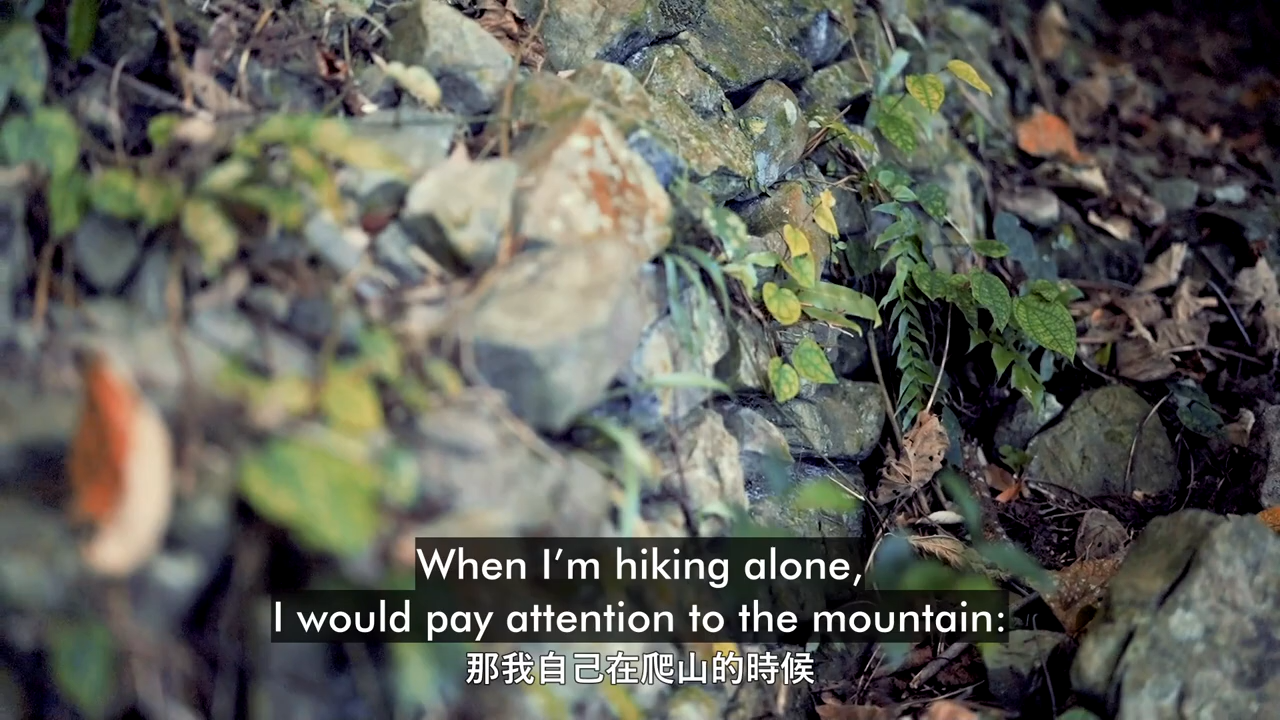 When I’m hiking alone,
I would pay attention to the mountain:
那我自己在爬山的時候